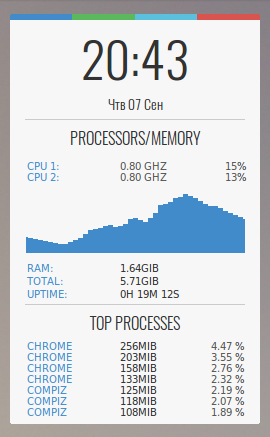 20:43
Чтв 07 Сен
PROCESSORS/MEMORY
CPU 1: 0.80 GHZ 15%
CPU 2: 0.80 GHZ 13%
RAM: 1.64GIB
TOTAL: 5.71GIB
UPTIME: 0H 19M 12S
TOP PROCESSES
CHROME 256MIB 4.47 %
CHROME 203MIB 3.55 %
CHROME 158MIB 2.76 %
CHROME 133MIB 2.32 %
COMPIZ 125MIB 2.19 %
COMPIZ 118MIB 2.07 %
COMPIZ 108MIB 1.89 %